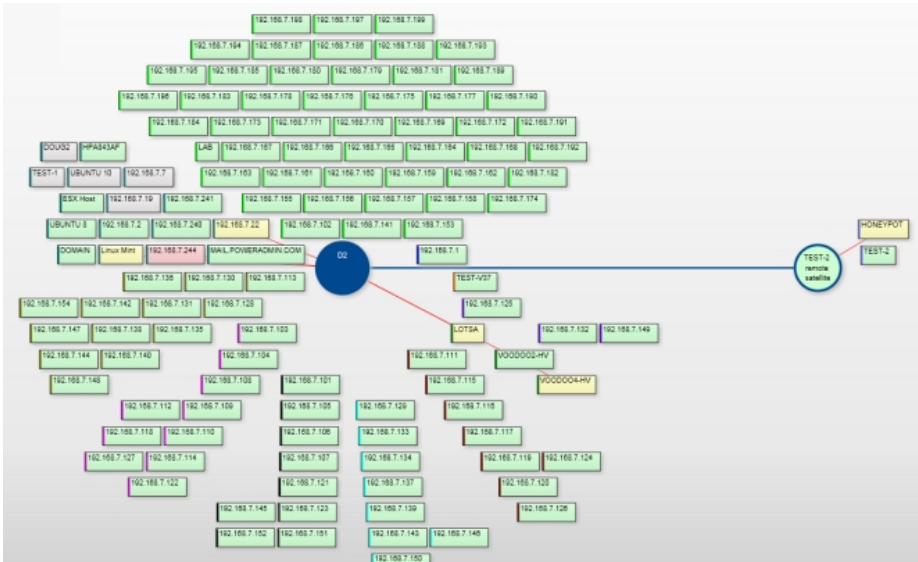 192.168.7.198 192.168.7.197 192.168.7.199
192.168.7.194 192.168.7.187 192.168.7.186 192.168.7.188 192.168.7.193
192.168.7.195 192.168.7.185 192.168.7.180 192.168.7.179 192.168.7.181 192.168.7.189
192.168.7.196 192.168.7.183 192.168.7.178 192.168.7.176 192.168.7.175 192.168.7.177 192.168.7.190
192.168.7.184 192.168.7.173 192.168.7.171 192.168.7.170 192.168.7.169 192.168.7.172 192.168.7.191
DOUG2 HPA843AF LAB 192.168.7.167 192.168.7.166 192.168.7.165 192.168.7.164 192.168.7.168 192.168.7.192
TEST-1 UBUNTU 10 192.168.7.7 192.168.7.163 192.168.7.161 192.168.7.160 192.168.7.159 192.168.7.162 192.168.7.182
ESX Host 192.168.7.19 192.168.7.241 192.168.7.155 192.168.7.156 192.168.7.157 192.168.7.158 192.168.7.174
UBUNTU 8 192.168.7.2 192.168.7.240 192.168.7.22 192.168.7.102 192.168.7.141 192.168.7.153
HONEYPOT
DOMAIN Linux Mint 192.168.7.244 MAIL.POWERADMIN.COM D2 192.168.7.1
TEST-2
TEST-2
remote
satellite
192.168.7.136 192.168.7.130 192.168.7.113 TEST-V37
192.168.7.154 192.168.7.142 192.168.7.131 192.168.7.128 192.168.7.125
192.168.7.147 192.168.7.138 192.168.7.135 192.168.7.103 LOTSA 192.168.7.132 192.168.7.149
192.168.7.144 192.168.7.140 192.168.7.104 192.168.7.111 VOODOO2-HV
192.168.7.148 192.168.7.108 192.168.7.101 192.168.7.115 VOODOO4-HV
192.168.7.112 192.168.7.109 192.168.7.105 192.168.7.129 192.168.7.116
192.168.7.118 192.168.7.110 192.168.7.106 192.168.7.133 192.168.7.117
192.168.7.127 192.168.7.114 192.168.7.107 192.168.7.134 192.168.7.119 192.168.7.124
192.168.7.122 192.168.7.121 192.168.7.137 192.168.7.120
192.168.7.145 192.168.7.123 192.168.7.139 192.168.7.126
192.168.7.152 192.168.7.151 192.168.7.143 192.168.7.146
192.168.7.150